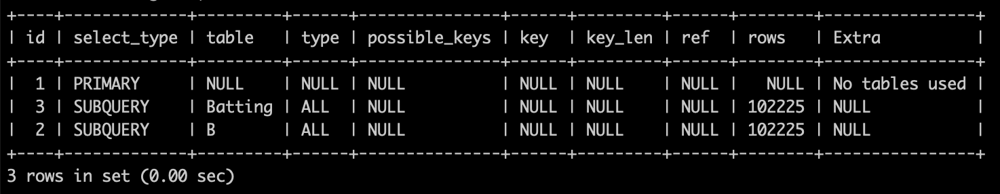 +----+-------------+---------+------+---------------+------+---------+------+--------+----------------+
| id | select_type | table   | type | possible_keys | key  | key_len | ref  | rows   | Extra          |
+----+-------------+---------+------+---------------+------+---------+------+--------+----------------+
|  1 | PRIMARY     | NULL    | NULL | NULL          | NULL | NULL    | NULL |   NULL | No tables used |
|  3 | SUBQUERY    | Batting | ALL  | NULL          | NULL | NULL    | NULL | 102225 | NULL           |
|  2 | SUBQUERY    | B       | ALL  | NULL          | NULL | NULL    | NULL | 102225 | NULL           |
+----+-------------+---------+------+---------------+------+---------+------+--------+----------------+
3 rows in set (0.00 sec)